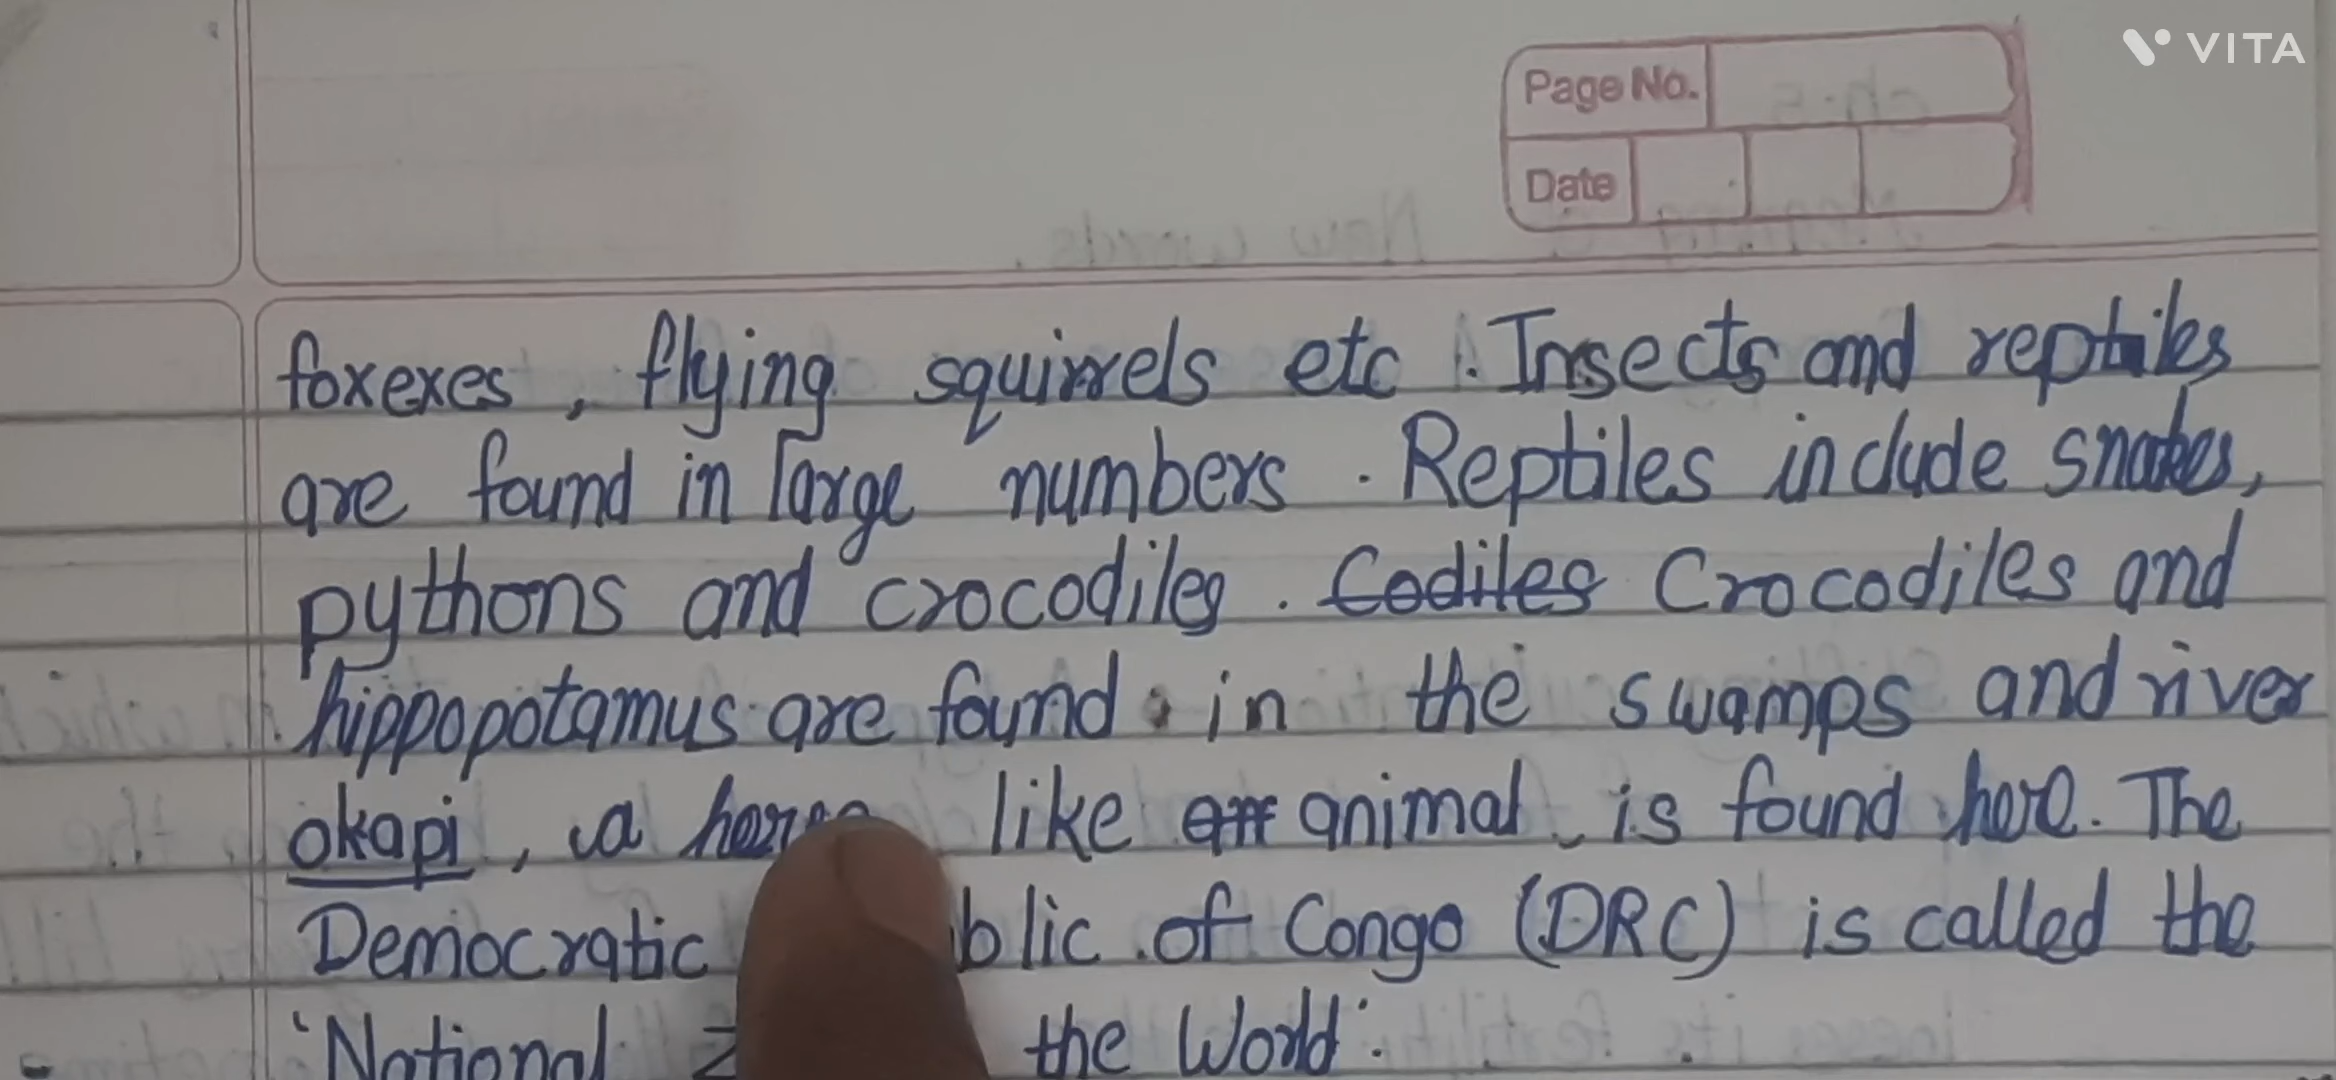 VITA
Page No.
Date
foxexes, flying squirrels etc. Insects and reptiles
are found in large numbers. Reptiles include snakes,
pythons and crocodiles. Codiles Crocodiles and
hippopotamus are found in the swamps and river
okapi, a like an animal, is found here. The
Democratic of Congo (DRC) is called the
'National the World.